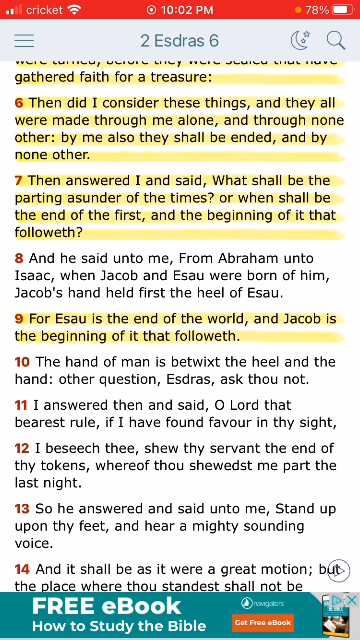 cricket
10:02 PM
78%
2 Esdras 6
were turned, before they were sealed that have
gathered faith for a treasure:
6 Then did I consider these things, and they all
were made through me alone, and through none
other: by me also they shall be ended, and by
none other.
7 Then answered I and said, What shall be the
parting asunder of the times? or when shall be
the end of the first, and the beginning of it that
followeth?
8 And he said unto me, From Abraham unto
Isaac, when Jacob and Esau were born of him,
Jacob's hand held first the heel of Esau.
9 For Esau is the end of the world, and Jacob is
the beginning of it that followeth.
10 The hand of man is betwixt the heel and the
hand: other question, Esdras, ask thou not.
11 I answered then and said, O Lord that
bearest rule, if I have found favour in thy sight,
12 I beseech thee, shew thy servant the end of
thy tokens, whereof thou shewedst me part the
last night.
13 So he answered and said unto me, Stand up
upon thy feet, and hear a mighty sounding
voice.
14 And it shall be as it were a great motion; but
the place where thou standest shall not be
FREE eBook
How to Study the Bible
navigators
Get Free eBook